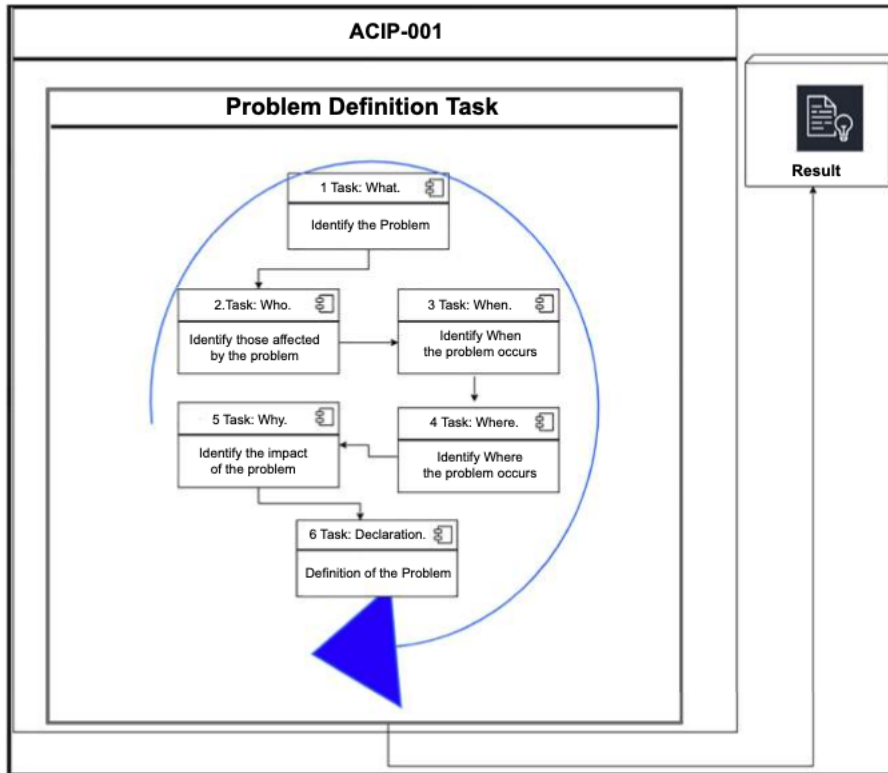 ACIP-001
Problem Definition Task
Result
1 Task: What.
Identify the Problem
2.Task: Who.
Identify those affected
by the problem
3 Task: When.
Identify When
the problem occurs
4 Task: Where.
Identify Where
the problem occurs
5 Task: Why.
Identify the impact
of the problem
6 Task: Declaration.
Definition of the Problem